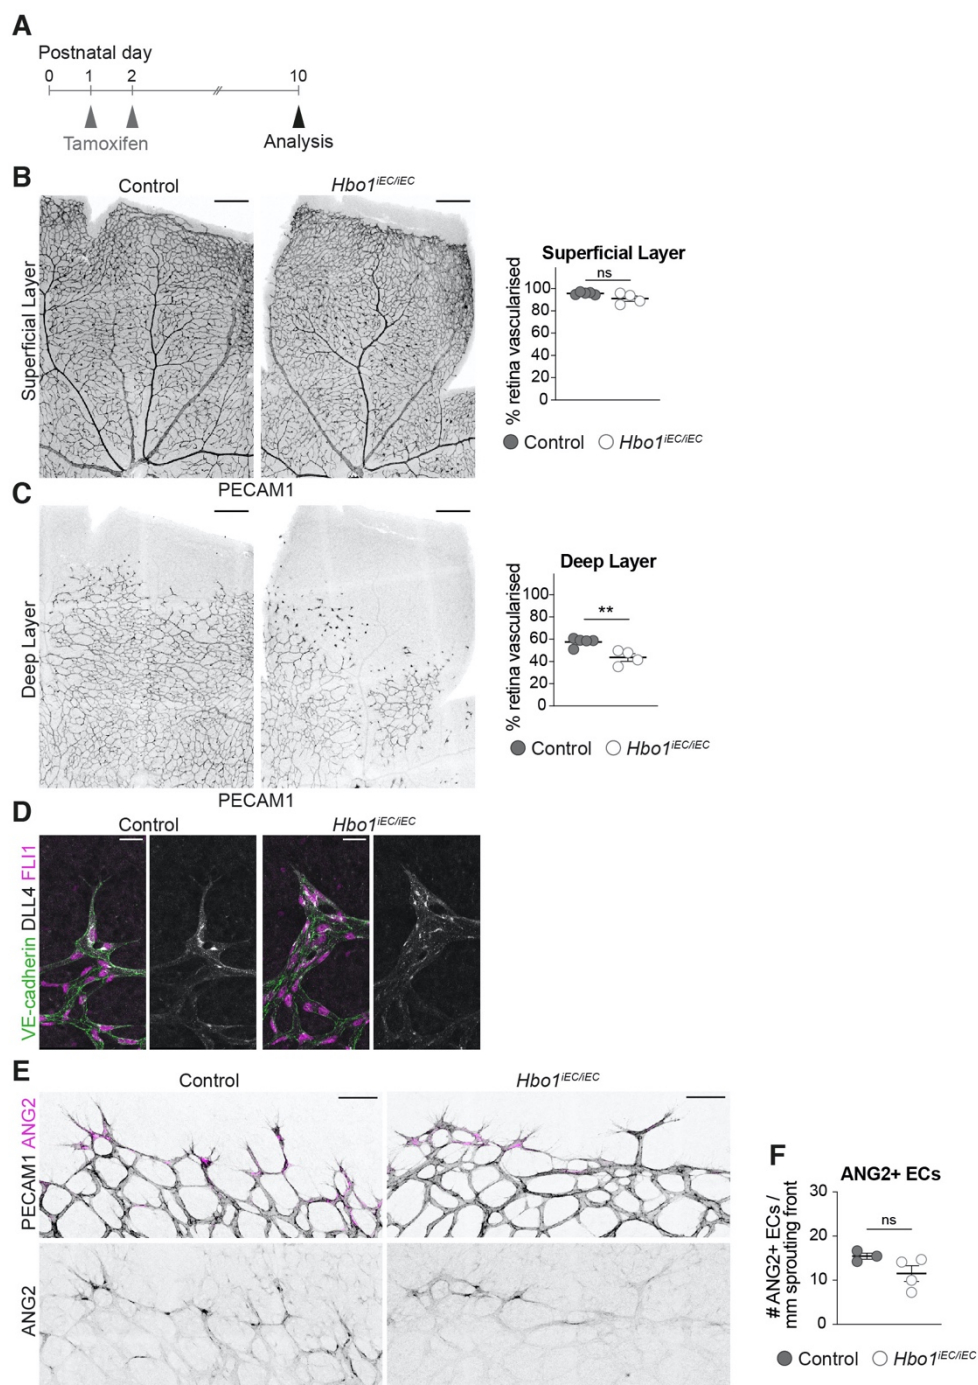 A
Postnatal day
0 1 2 10
Tamoxifen
Analysis
B
Control
Hbo1iEC/iEC
Superficial Layer
PECAM1
Superficial Layer
ns
% retina vascularised
100
80
60
40
20
0
Control Hbo1iEC/iEC
C
Deep Layer
PECAM1
Deep Layer
**
% retina vascularised
100
80
60
40
20
0
Control Hbo1iEC/iEC
D
Control
Hbo1iEC/iEC
VE-cadherin DLL4 FLI1
E
Control
Hbo1iEC/iEC
PECAM1 ANG2
ANG2
F
ANG2+ ECs
ns
# ANG2+ ECs /
mm sprouting front
30
20
10
0
Control Hbo1iEC/iEC